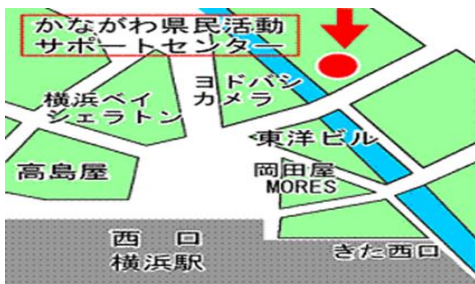 かながわ県民活動
サポートセンター
ヨドバシ
カメラ
横浜ベイ
シェラトン
東洋ビル
高島屋
岡田屋
MORES
西口
横浜駅
きた西口